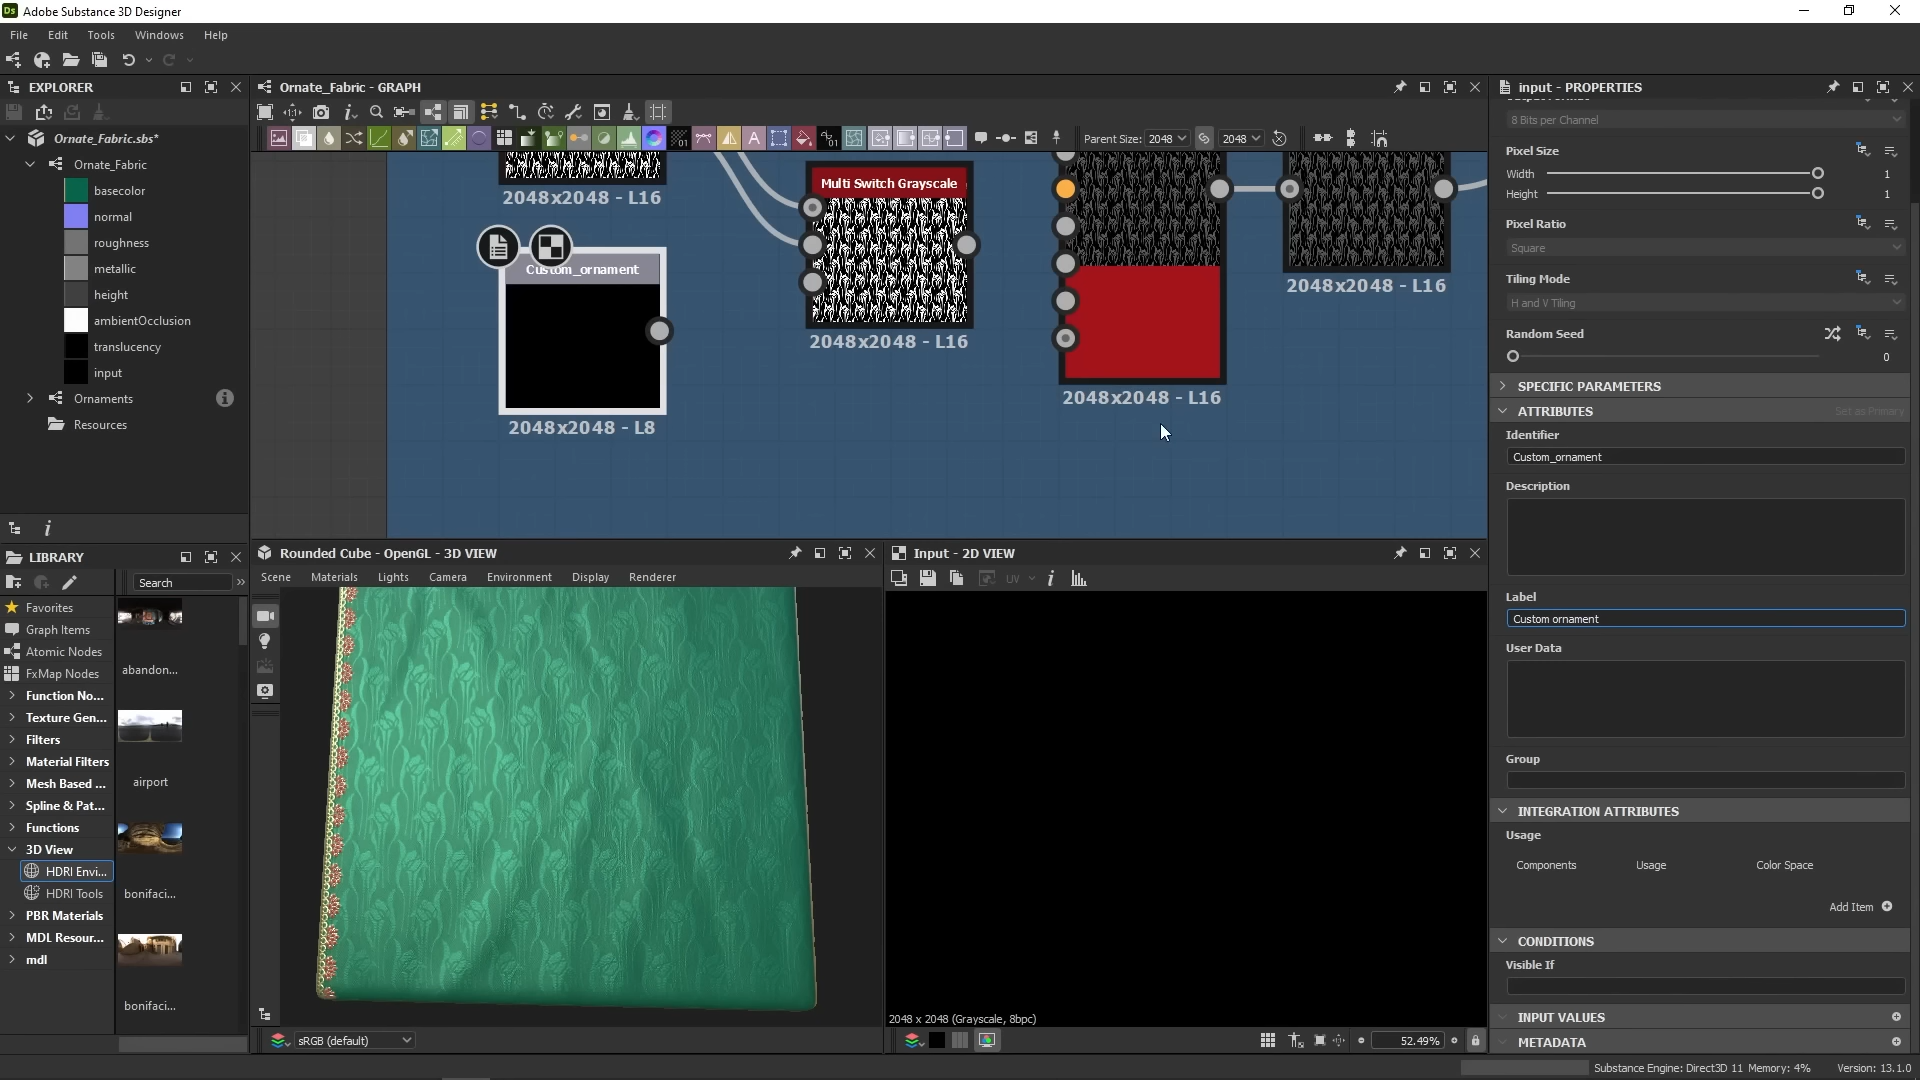 Ds Adobe Substance 3D Designer
File Edit Tools Windows Help
EXPLORER
Ornate_Fabric.sbs*
Ornate_Fabric
basecolor
normal
roughness
metallic
height
ambientOcclusion
translucency
input
Ornaments
Resources
LIBRARY
Search
Favorites
Graph Items
Atomic Nodes
FxMap Nodes
Function No...
Texture Gen...
Filters
Material Filters
Mesh Based ...
Spline & Pat...
Functions
3D View
HDRI Envi...
HDRI Tools
PBR Materials
MDL Resour...
mdl
abandon...
airport
bonifaci...
bonifaci...
Ornate_Fabric - GRAPH
Parent Size: 2048 2048
2048x2048 - L16
Custom_ornament
2048x2048 - L8
Multi Switch Grayscale
2048x2048 - L16
2048x2048 - L16
2048x2048 - L16
Rounded Cube - OpenGL - 3D VIEW
Scene Materials Lights Camera Environment Display Renderer
sRGB (default)
Input - 2D VIEW
UV
2048 x 2048 (Grayscale, 8bpc)
52.49%
input - PROPERTIES
8 Bits per Channel
Pixel Size
Width 1
Height 1
Pixel Ratio
Square
Tiling Mode
H and V Tiling
Random Seed
0
SPECIFIC PARAMETERS
ATTRIBUTES Set as Primary
Identifier
Custom_ornament
Description
Label
Custom ornament
User Data
Group
INTEGRATION ATTRIBUTES
Usage
Components Usage Color Space
Add Item
CONDITIONS
Visible If
INPUT VALUES
METADATA
Substance Engine: Direct3D 11 Memory: 4% Version: 13.1.0